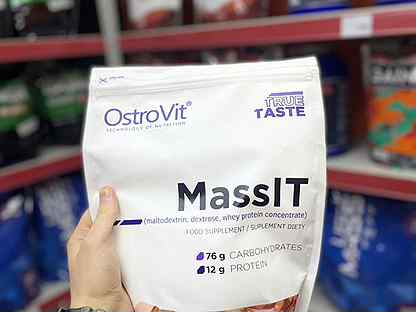 OstroVit®
TECHNOLOGY OF NUTRITION
TRUE
TASTE
MassIT
(maltodextrin, dextrose, whey protein concentrate)
FOOD SUPPLEMENT / SUPLEMENT DIETY
76 g CARBOHYDRATES
12 g PROTEIN